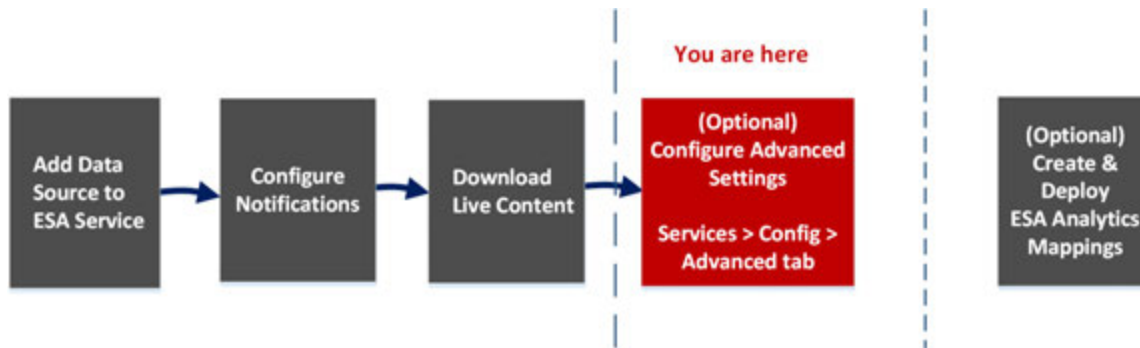 You are here
Add Data
Source to
ESA Service
Configure
Notifications
Download
Live Content
(Optional)
Configure Advanced
Settings
Services > Config >
Advanced tab
(Optional)
Create &
Deploy
ESA Analytics
Mappings